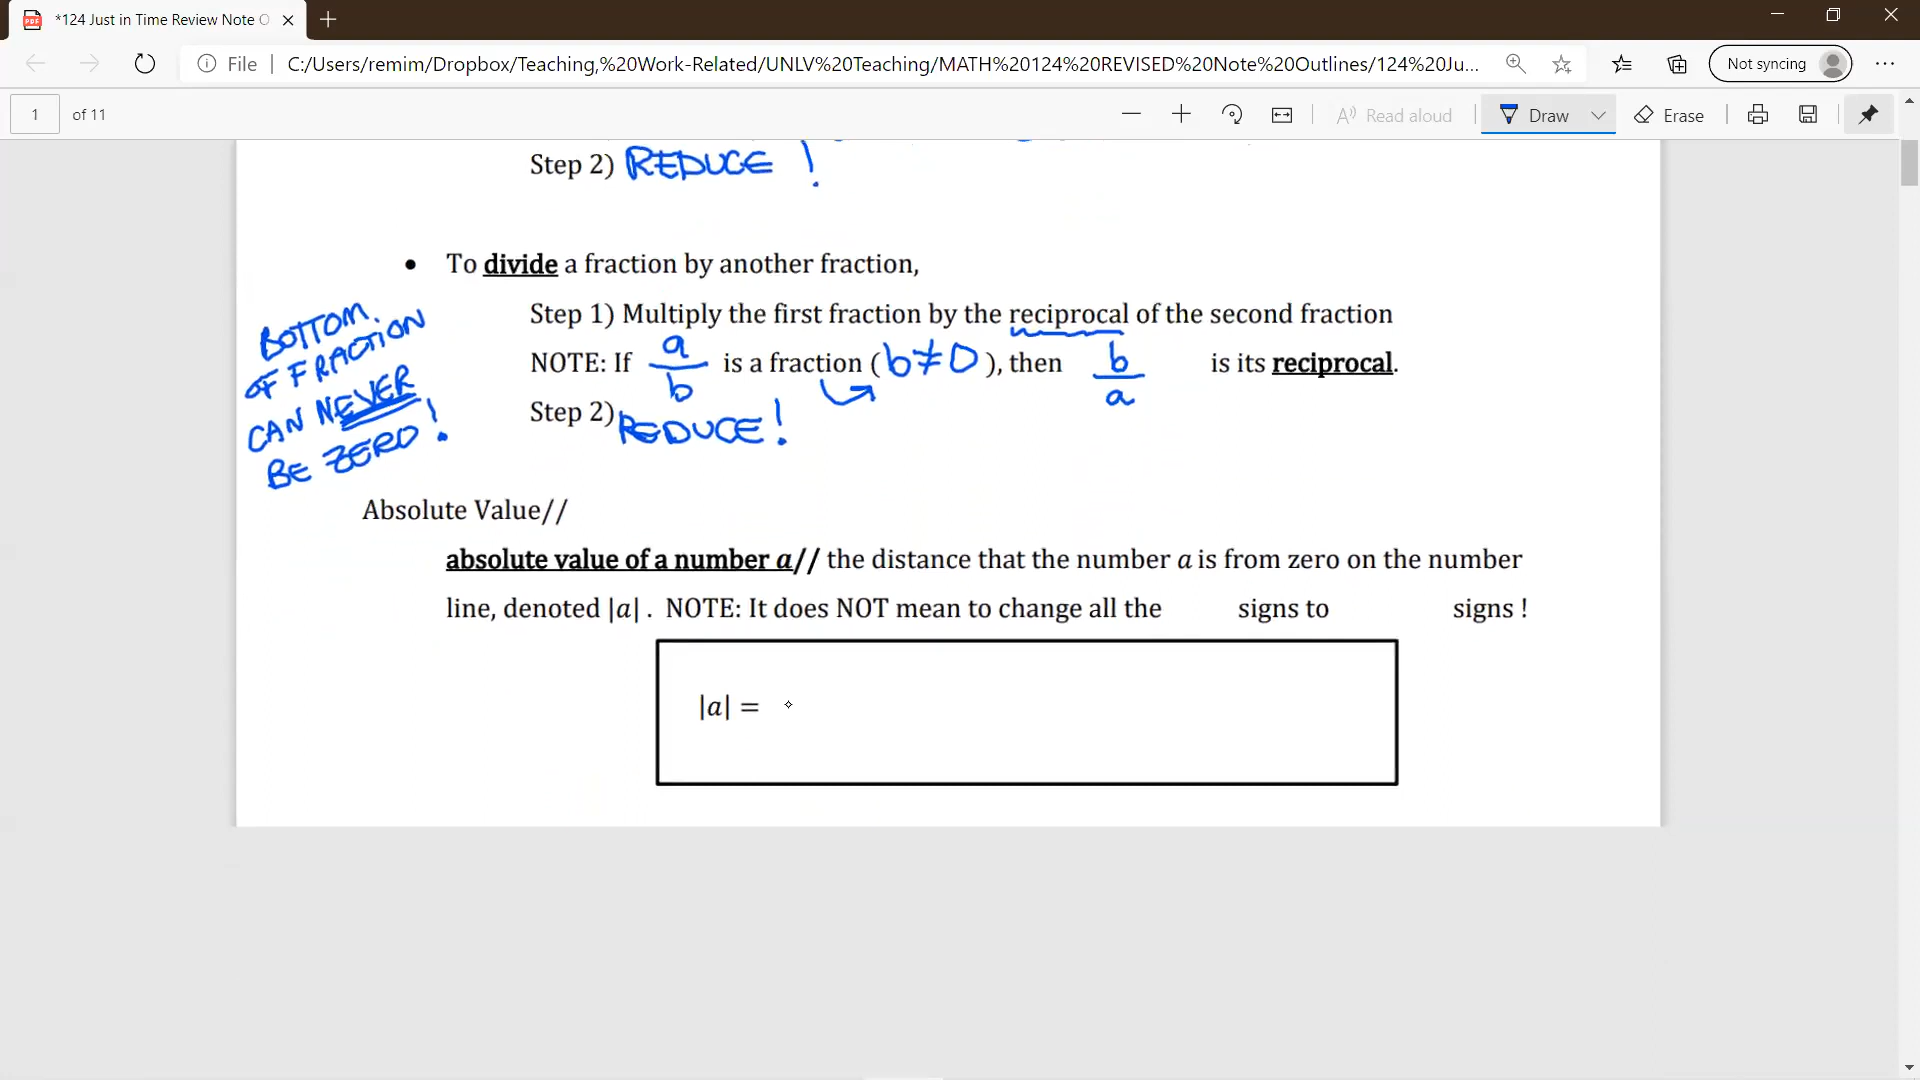 *124 Just in Time Review Note O
File
C:/Users/remim/Dropbox/Teaching,%20Work-Related/UNLV%20Teaching/MATH%20124%20REVISED%20Note%20Outlines/124%20Ju...
Not syncing
1 of 11
Read aloud
Draw
Erase
Step 2) REDUCE !
• To divide a fraction by another fraction,
Step 1) Multiply the first fraction by the reciprocal of the second fraction
NOTE: If a/b is a fraction (b≠0), then b/a is its reciprocal.
Step 2) REDUCE!
BOTTOM
OF FRACTION
CAN NEVER
BE ZERO!
Absolute Value//
absolute value of a number a// the distance that the number a is from zero on the number
line, denoted |a| . NOTE: It does NOT mean to change all the signs to signs !
|a| =